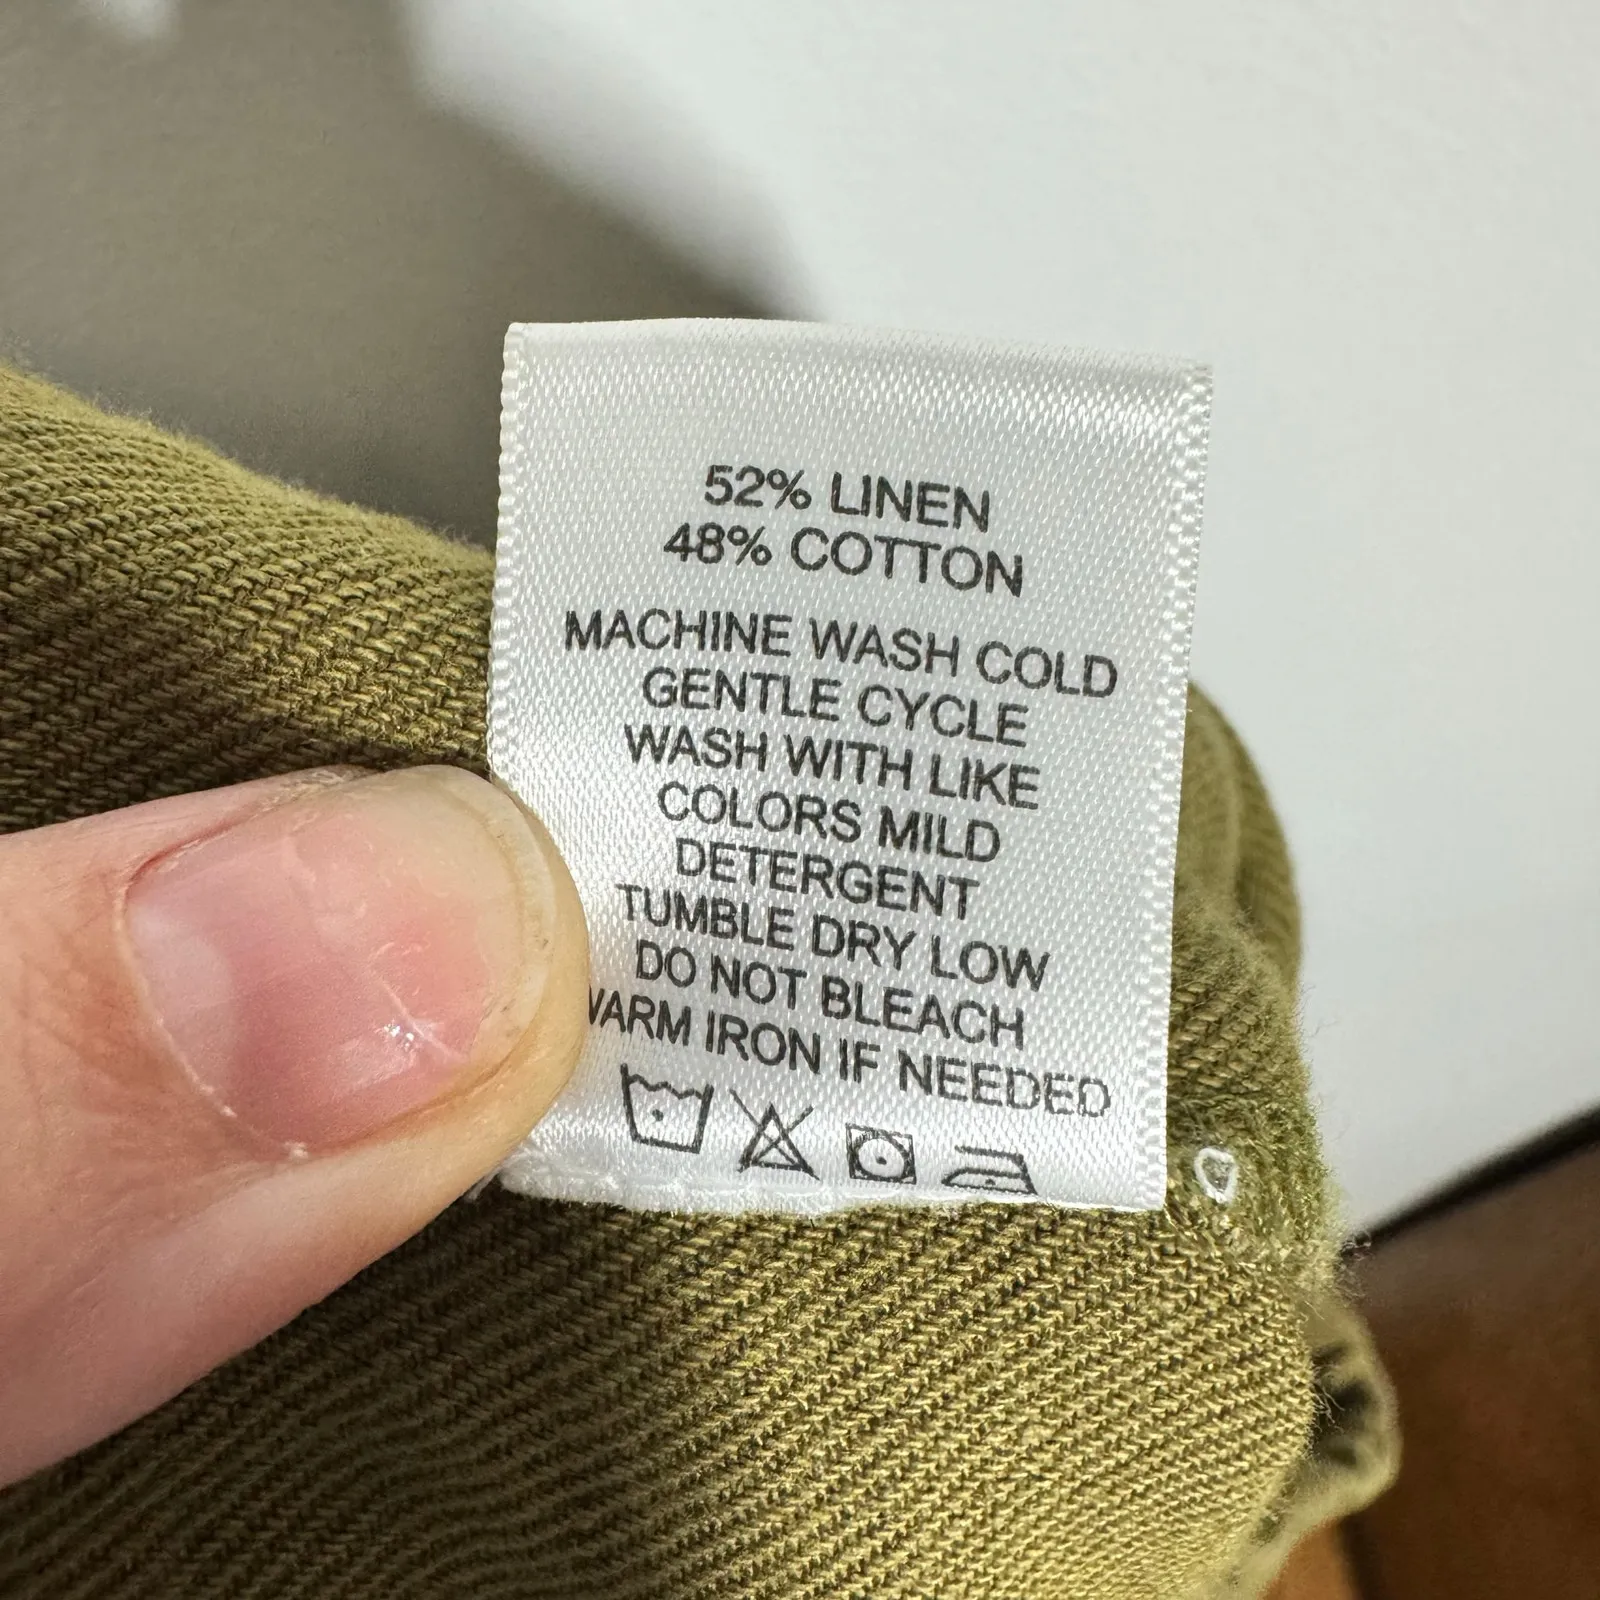 52% LINEN
48% COTTON
MACHINE WASH COLD
GENTLE CYCLE
WASH WITH LIKE
COLORS MILD
DETERGENT
TUMBLE DRY LOW
DO NOT BLEACH
WARM IRON IF NEEDED